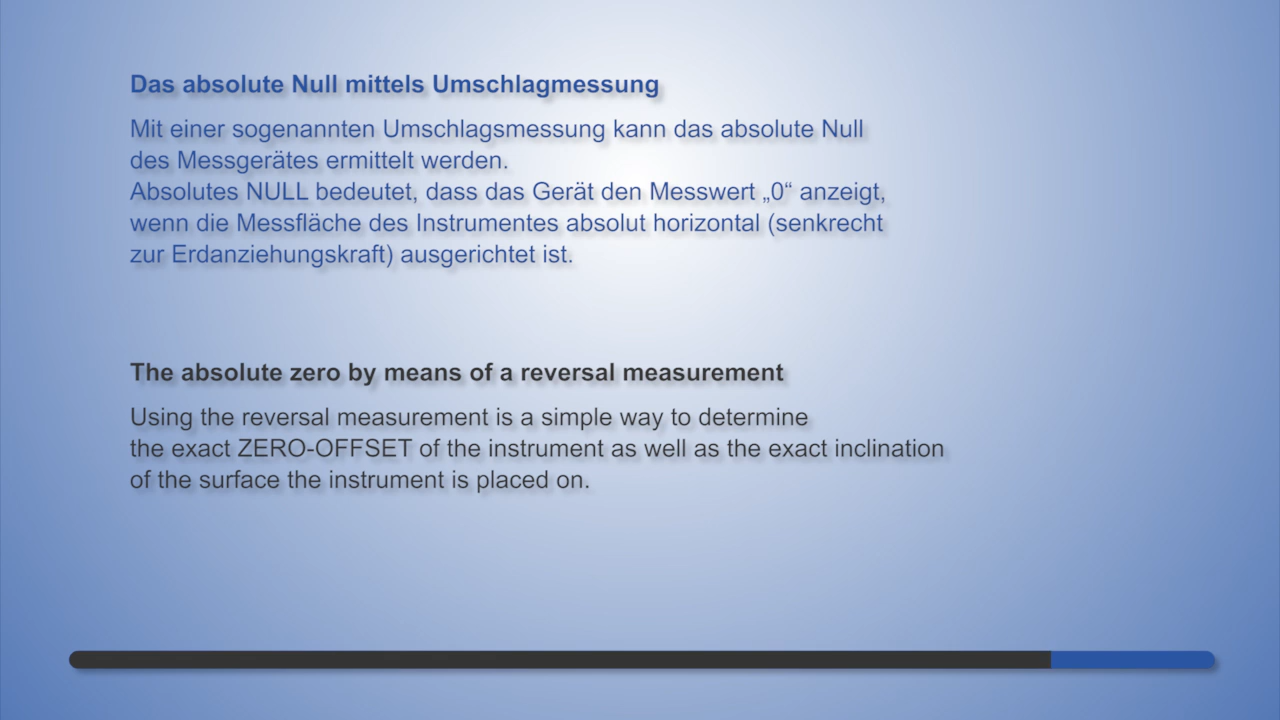 Das absolute Null mittels Umschlagmessung
Mit einer sogenannten Umschlagsmessung kann das absolute Null
des Messgerätes ermittelt werden.
Absolutes NULL bedeutet, dass das Gerät den Messwert „0“ anzeigt,
wenn die Messfläche des Instrumentes absolut horizontal (senkrecht
zur Erdanziehungskraft) ausgerichtet ist.
The absolute zero by means of a reversal measurement
Using the reversal measurement is a simple way to determine
the exact ZERO-OFFSET of the instrument as well as the exact inclination
of the surface the instrument is placed on.